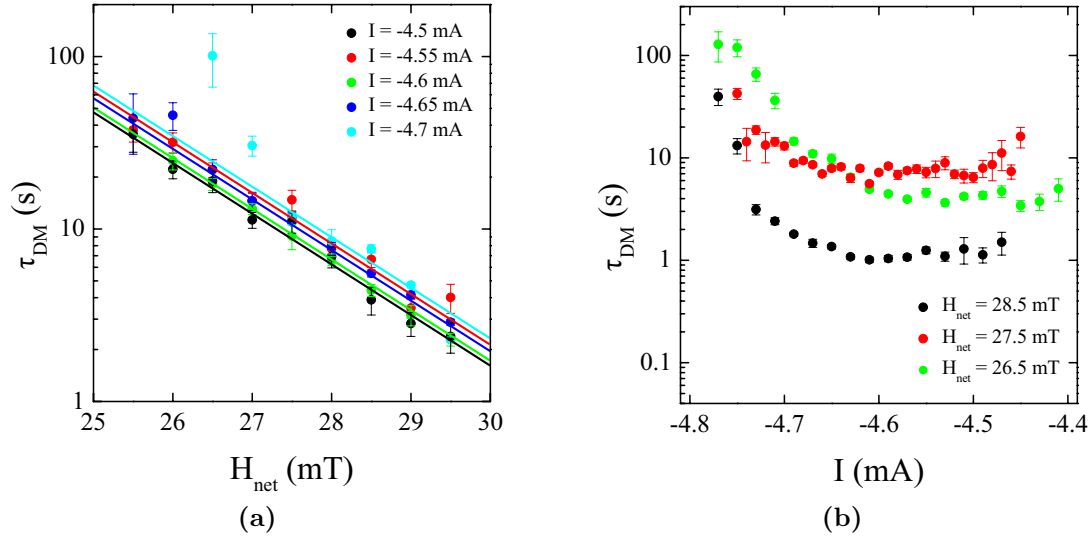 100
10
1
τDM (s)
25 26 27 28 29 30
Hnet (mT)
I = -4.5 mA
I = -4.55 mA
I = -4.6 mA
I = -4.65 mA
I = -4.7 mA
(a)
100
10
1
0.1
τDM (s)
-4.8 -4.7 -4.6 -4.5 -4.4
I (mA)
Hnet = 28.5 mT
Hnet = 27.5 mT
Hnet = 26.5 mT
(b)